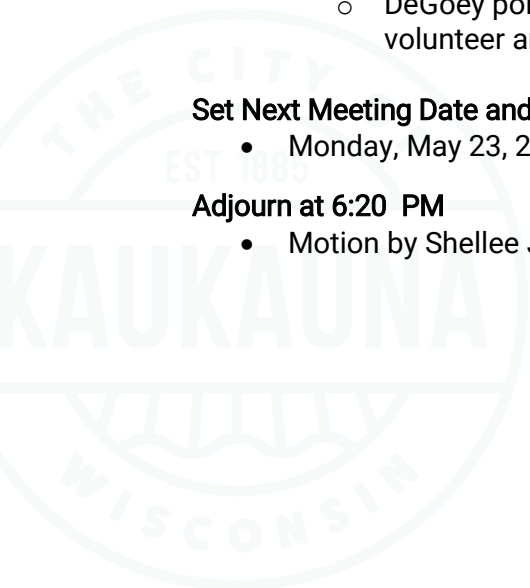 ○ DeGoey
volunteer
Set Next Meeting Date and
• Monday, May 23, 2
Adjourn at 6:20 PM
• Motion by Shellee
THE CITY
EST 1885
KAUKAUNA
WISCONSIN